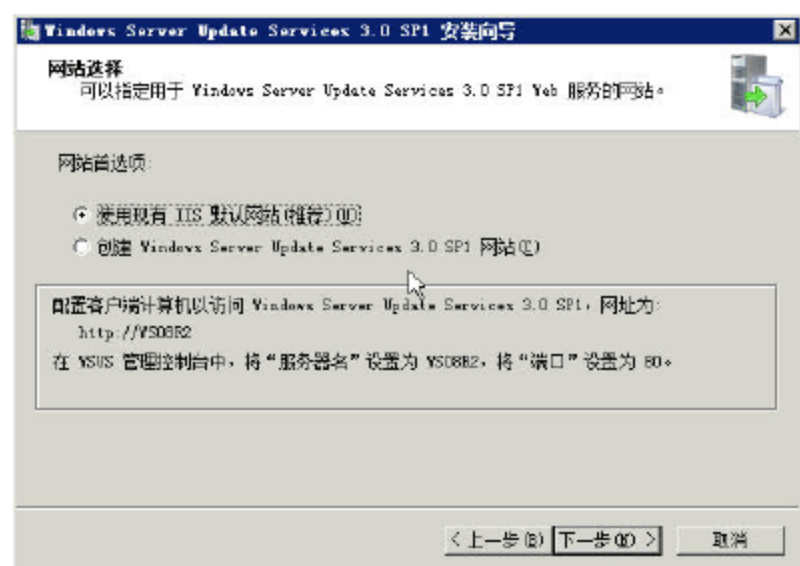 Windows Server Update Services 3.0 SP1 安装向导
网站选择
可以指定用于 Windows Server Update Services 3.0 SP1 Web 服务的网站。
网站首选项:
使用现有 IIS 默认网站(推荐)(U)
创建 Windows Server Update Services 3.0 SP1 网站(C)
配置客户端计算机以访问 Windows Server Update Services 3.0 SP1，网址为:
http://WS08R2
在 WSUS 管理控制台中，将“服务器名”设置为 WS08R2，将“端口”设置为 80。
< 上一步(B)
下一步(N) >
取消